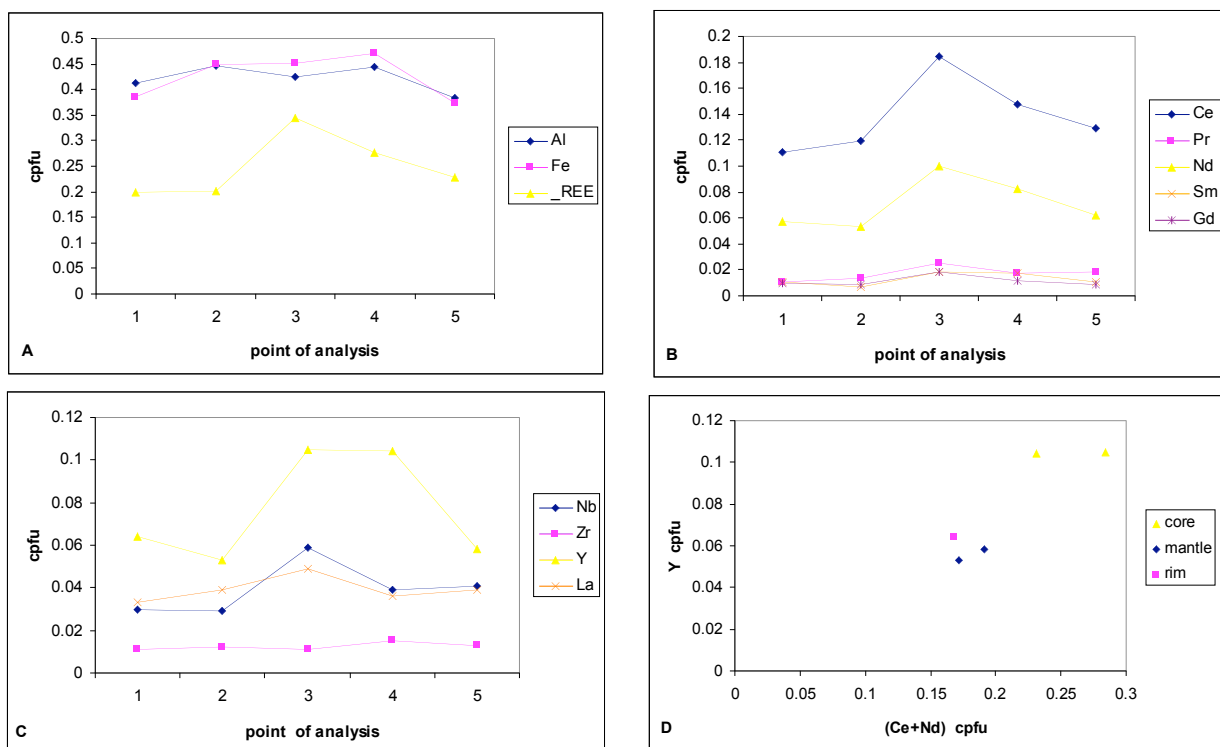 0.5
0.45
0.4
0.35
0.3
0.25
0.2
0.15
0.1
0.05
0
cpfu
1 2 3 4 5
point of analysis
A
Al
Fe
_REE
0.2
0.18
0.16
0.14
0.12
0.1
0.08
0.06
0.04
0.02
0
cpfu
1 2 3 4 5
point of analysis
B
Ce
Pr
Nd
Sm
Gd
0.12
0.1
0.08
0.06
0.04
0.02
0
cpfu
1 2 3 4 5
point of analysis
C
Nb
Zr
Y
La
0.12
0.1
0.08
0.06
0.04
0.02
0
Y cpfu
0 0.05 0.1 0.15 0.2 0.25 0.3
(Ce+Nd) cpfu
D
core
mantle
rim